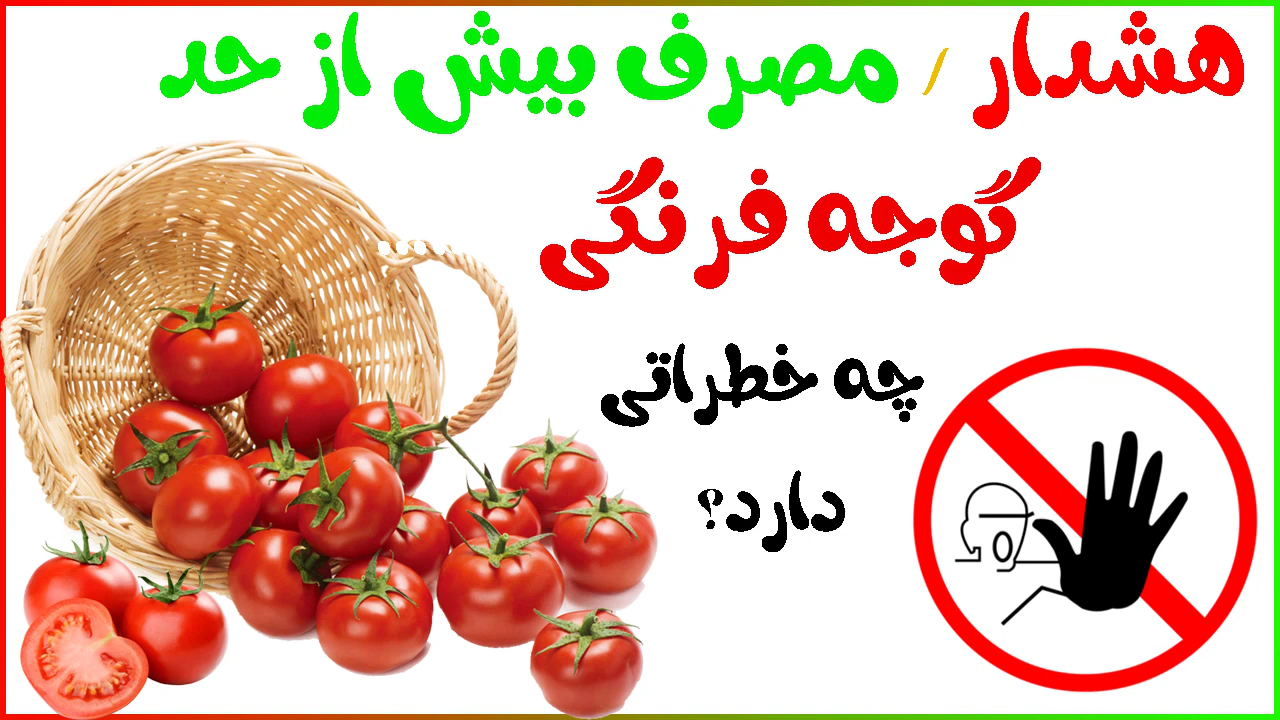 هشدار / مصرف بیش از حد
گوجه فرنگی
چه خطراتی
دارد؟